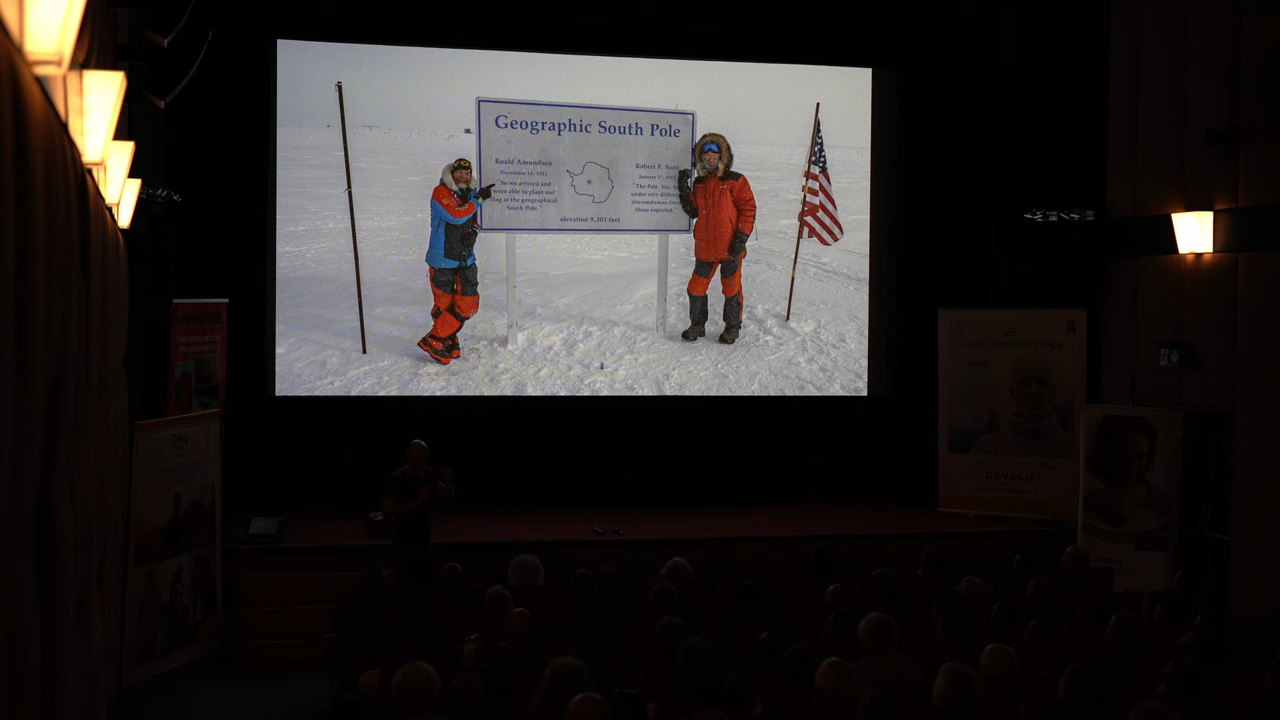 Geographic South Pole
Roald Amundsen
December 14, 1911
"So we arrived and
were able to plant our
flag at the geographical
South Pole."
Robert F. Scott
January 17, 1912
"The Pole. Yes, but
under very different
circumstances from
those expected."
elevation 9,301 feet
DEVOLD